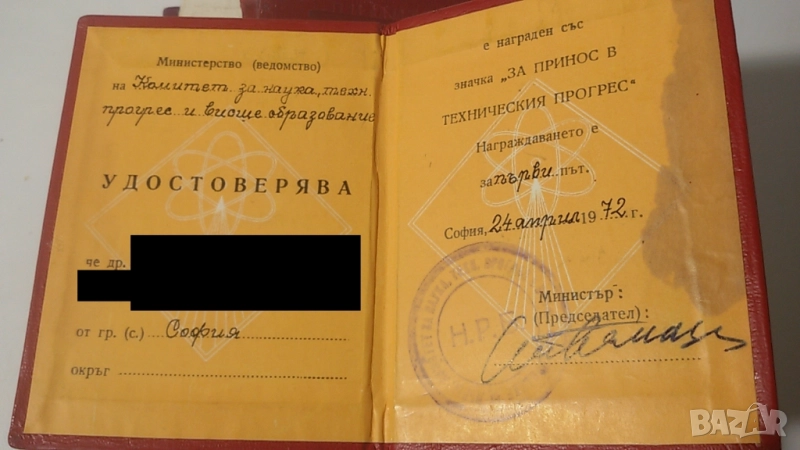 Министерство (ведомство)
на Комитет за наука, техн.
прогрес и висше образование
УДОСТОВЕРЯВА
че др.
от гр. (с.) София
окръг
е награден със
значка „ЗА ПРИНОС В
ТЕХНИЧЕСКИЯ ПРОГРЕС“
Награждаването е
за първи път.
София, 24 април 1972 г.
Министър:
(Председател):
Н.Р.
BAZAR